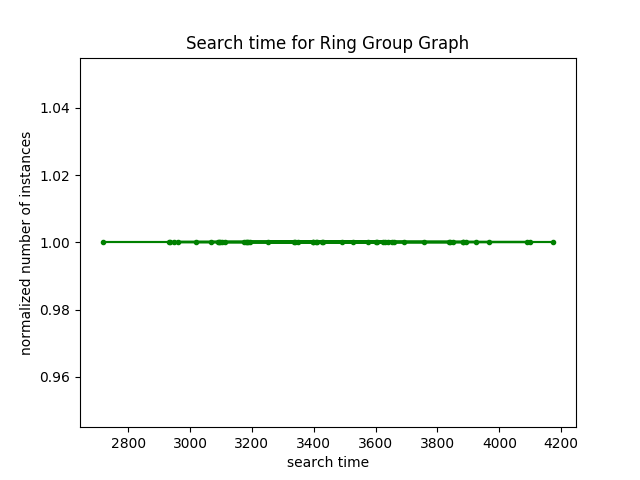 Search time for Ring Group Graph
normalized number of instances
1.04
1.02
1.00
0.98
0.96
2800 3000 3200 3400 3600 3800 4000 4200
search time